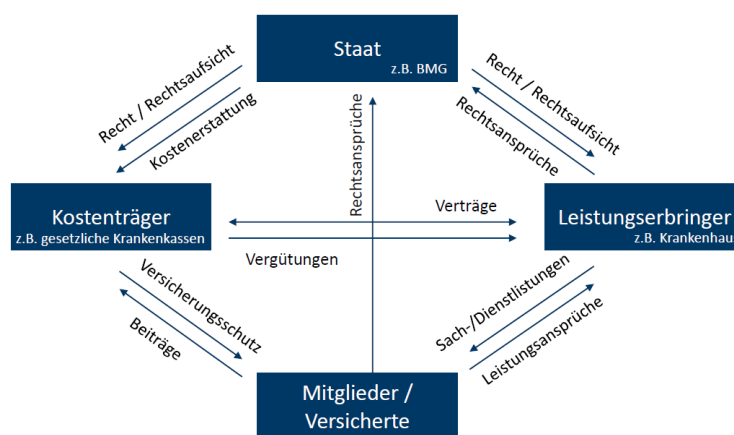 Staat
z.B. BMG
Recht / Rechtsaufsicht
Kostenerstattung
Rechtsansprüche
Recht / Rechtsaufsicht
Rechtsansprüche
Kostenträger
z.B. gesetzliche Krankenkassen
Verträge
Vergütungen
Leistungserbringer
z.B. Krankenhaus
Versicherungsschutz
Beiträge
Sach-/Dienstlistungen
Leistungsansprüche
Mitglieder /
Versicherte